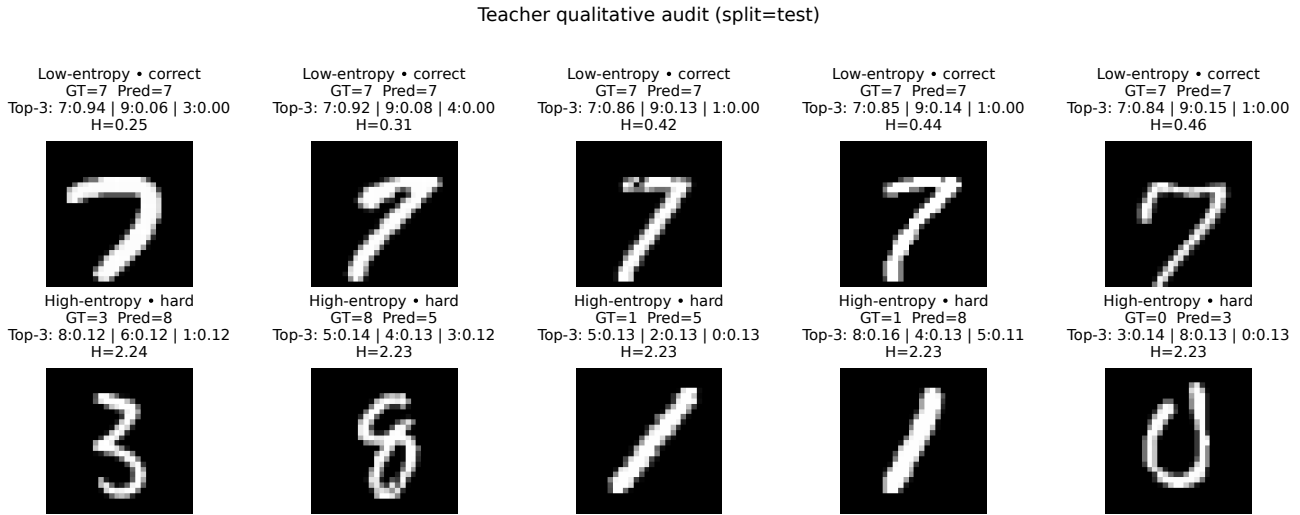 Teacher qualitative audit (split=test)
Low-entropy • correct
GT=7 Pred=7
Top-3: 7:0.94 | 9:0.06 | 3:0.00
H=0.25
Low-entropy • correct
GT=7 Pred=7
Top-3: 7:0.92 | 9:0.08 | 4:0.00
H=0.31
Low-entropy • correct
GT=7 Pred=7
Top-3: 7:0.86 | 9:0.13 | 1:0.00
H=0.42
Low-entropy • correct
GT=7 Pred=7
Top-3: 7:0.85 | 9:0.14 | 1:0.00
H=0.44
Low-entropy • correct
GT=7 Pred=7
Top-3: 7:0.84 | 9:0.15 | 1:0.00
H=0.46
7
7
7
7
7
High-entropy • hard
GT=3 Pred=8
Top-3: 8:0.12 | 6:0.12 | 1:0.12
H=2.24
High-entropy • hard
GT=8 Pred=5
Top-3: 5:0.14 | 4:0.13 | 3:0.12
H=2.23
High-entropy • hard
GT=1 Pred=5
Top-3: 5:0.13 | 2:0.13 | 0:0.13
H=2.23
High-entropy • hard
GT=1 Pred=8
Top-3: 8:0.16 | 4:0.13 | 5:0.11
H=2.23
High-entropy • hard
GT=0 Pred=3
Top-3: 3:0.14 | 8:0.13 | 0:0.13
H=2.23
3
8
1
1
0